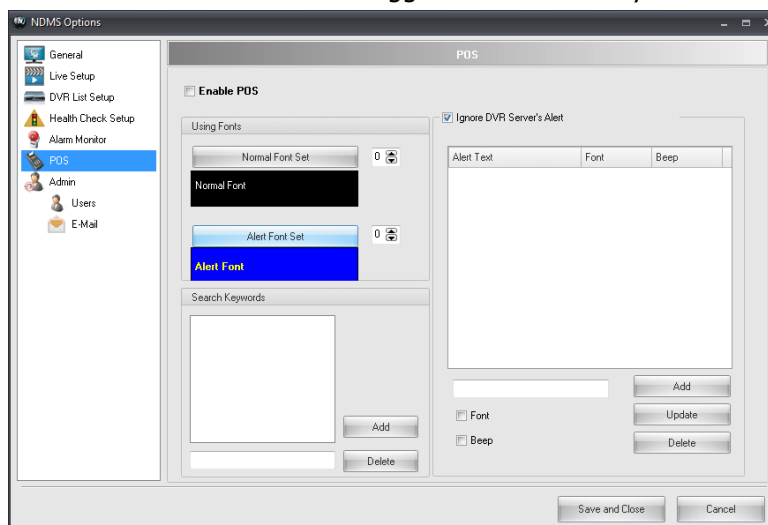 NDMS Options
General
Live Setup
DVR List Setup
Health Check Setup
Alarm Monitor
POS
Admin
Users
E-Mail
POS
Enable POS
Using Fonts
Normal Font Set
0
Normal Font
Alert Font Set
0
Alert Font
Search Keywords
Add
Delete
Ignore DVR Server's Alert
Alert Text Font Beep
Add
Font
Update
Beep
Delete
Save and Close
Cancel